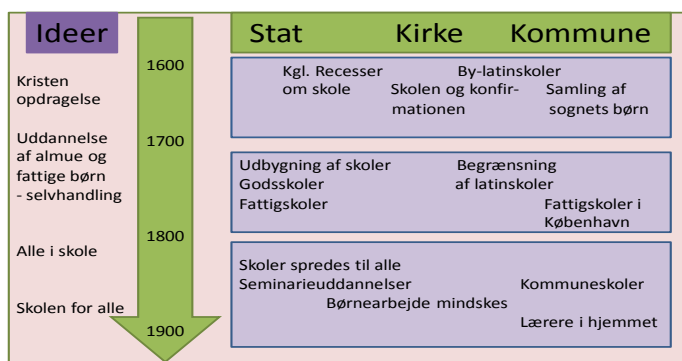 Ideer
Kristen
opdragelse
Uddannelse
af almue og
fattige børn
- selvhandling
Alle i skole
Skolen for alle
1600
1700
1800
1900
Stat Kirke Kommune
Kgl. Recesser By-latinskoler
om skole Skolen og konfir- Samling af
mationen sognets børn
Udbygning af skoler Begrænsning
Godsskoler af latinskoler
Fattigskoler Fattigskoler i
København
Skoler spredes til alle
Seminarieuddannelser Kommuneskoler
Børnearbejde mindskes
Lærere i hjemmet